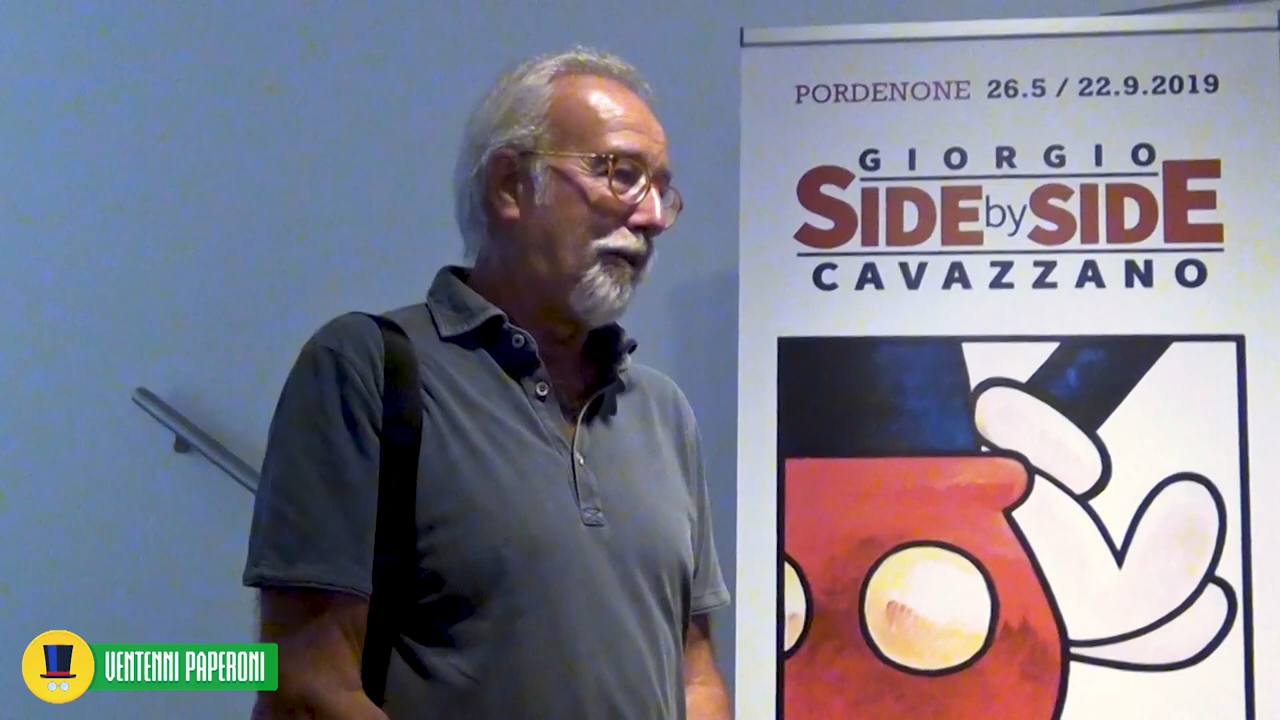 PORDENONE 26.5 / 22.9.2019
GIORGIO
SIDE by SIDE
CAVAZZANO
VENTENNI PAPERONI